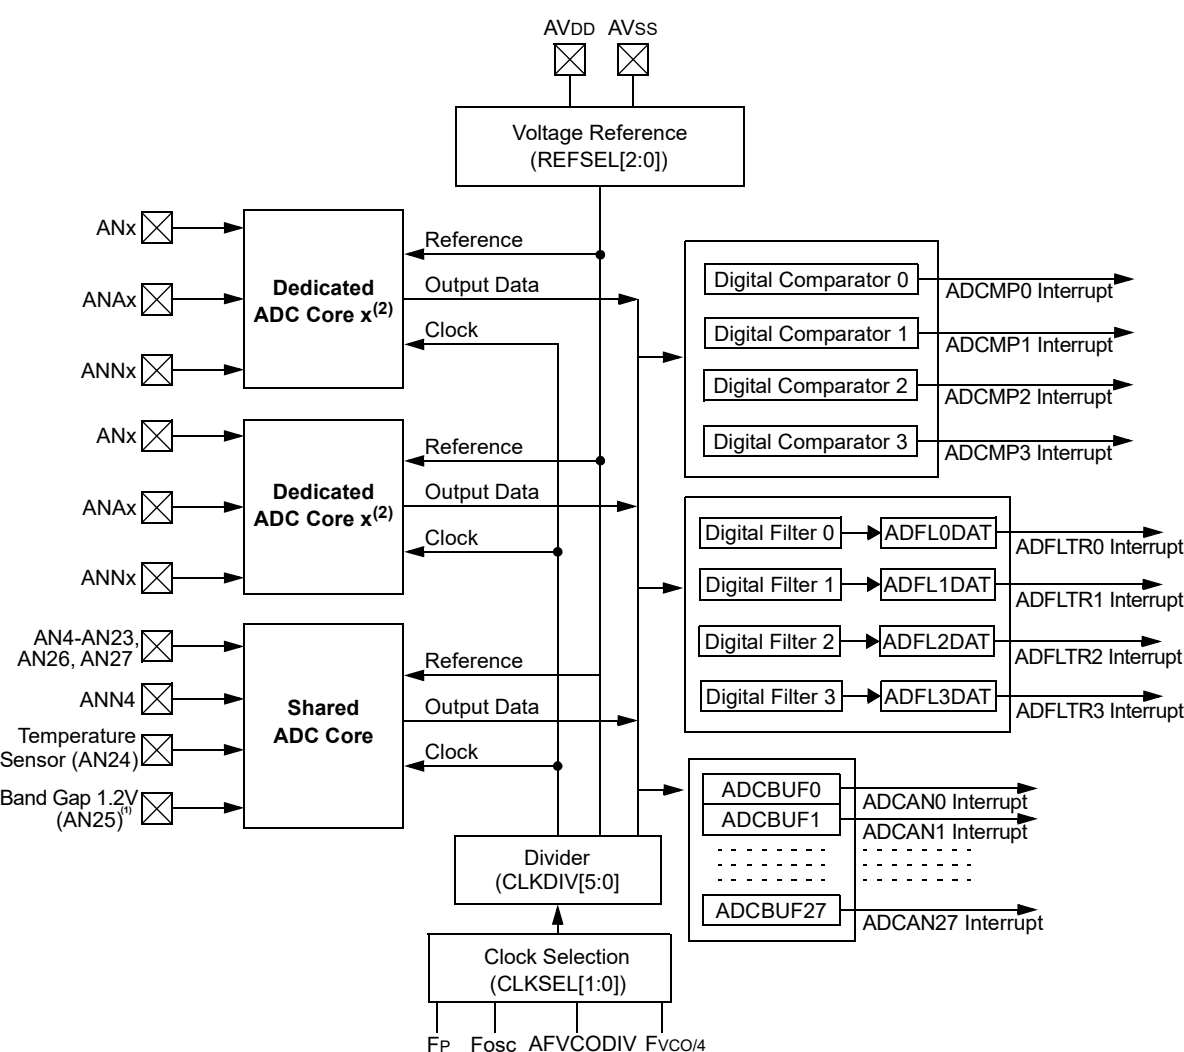 AVDD AVSS
Voltage Reference
(REFSEL[2:0])
ANx
ANAx
ANNx
Dedicated
ADC Core x(2)
Reference
Output Data
Clock
ANx
ANAx
ANNx
Dedicated
ADC Core x(2)
Reference
Output Data
Clock
AN4-AN23,
AN26, AN27
ANN4
Temperature
Sensor (AN24)
Band Gap 1.2V
(AN25)(1)
Shared
ADC Core
Reference
Output Data
Clock
Digital Comparator 0
ADCMP0 Interrupt
Digital Comparator 1
ADCMP1 Interrupt
Digital Comparator 2
ADCMP2 Interrupt
Digital Comparator 3
ADCMP3 Interrupt
Digital Filter 0 ADFL0DAT
ADFLTR0 Interrupt
Digital Filter 1 ADFL1DAT
ADFLTR1 Interrupt
Digital Filter 2 ADFL2DAT
ADFLTR2 Interrupt
Digital Filter 3 ADFL3DAT
ADFLTR3 Interrupt
ADCBUF0
ADCAN0 Interrupt
ADCBUF1
ADCAN1 Interrupt
ADCBUF27
ADCAN27 Interrupt
Divider
(CLKDIV[5:0]
Clock Selection
(CLKSEL[1:0])
FP Fosc AFVCODIV FVCO/4